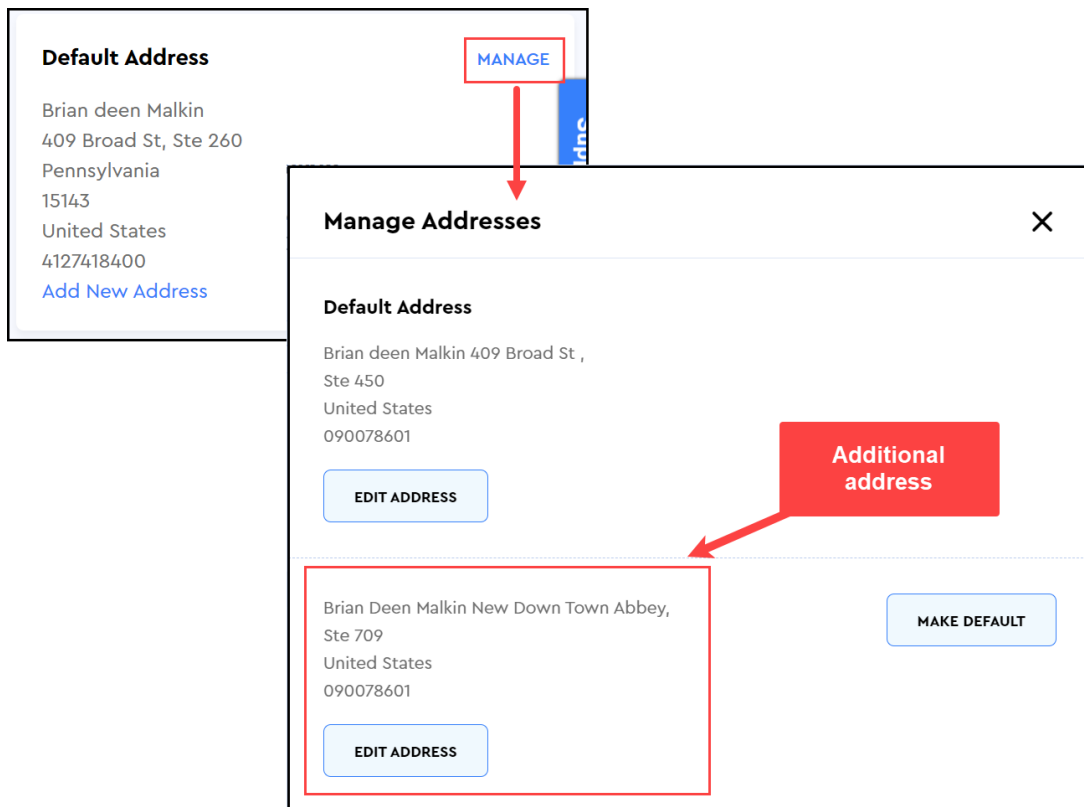 Default Address
MANAGE
Brian deen Malkin
409 Broad St, Ste 260
Pennsylvania
15143
United States
4127418400
Add New Address
Manage Addresses
Default Address
Brian deen Malkin 409 Broad St ,
Ste 450
United States
090078601
EDIT ADDRESS
Additional
address
Brian Deen Malkin New Down Town Abbey,
Ste 709
United States
090078601
MAKE DEFAULT
EDIT ADDRESS